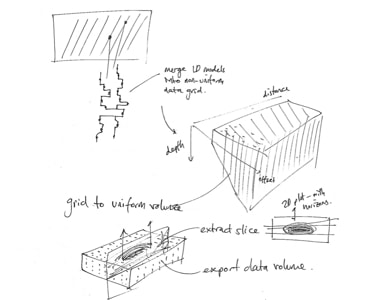 merge 1D models
into non-uniform
data grid.
distance
depth
offset
grid to uniform volume
2D plot - with
horizons.
extract slice
export data volume.